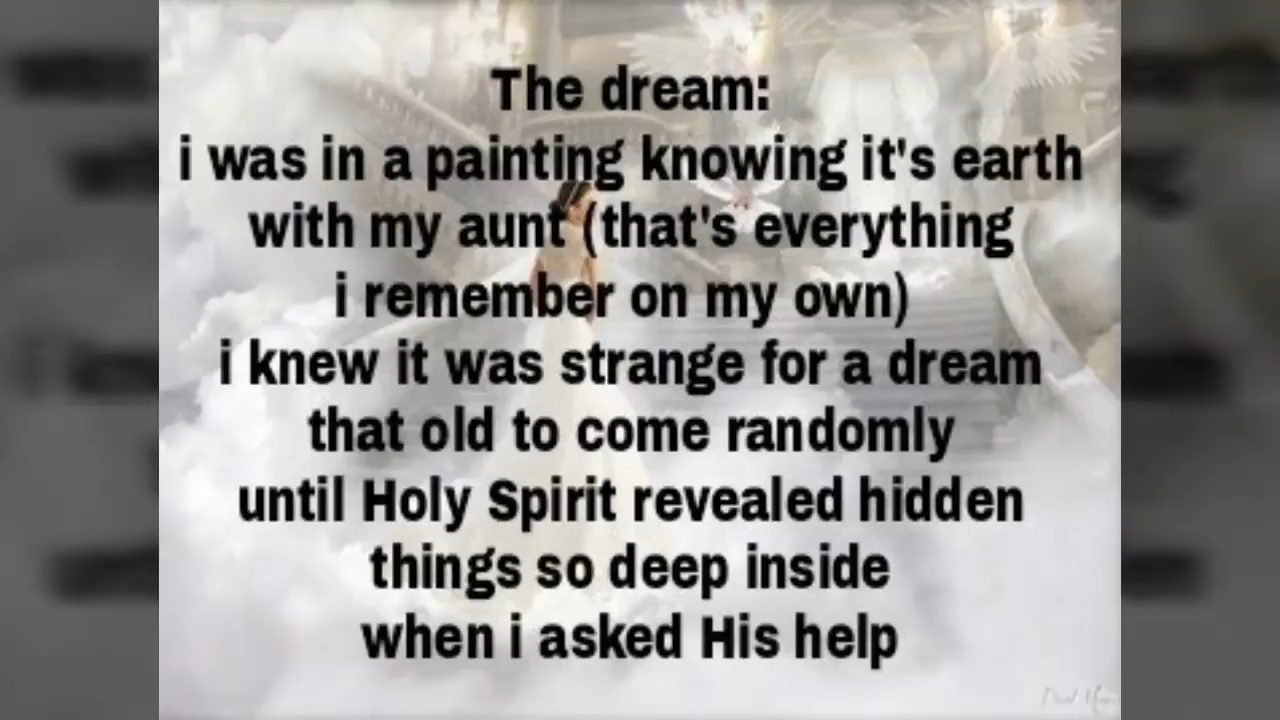 The dream:
i was in a painting knowing it's earth
with my aunt (that's everything
i remember on my own)
i knew it was strange for a dream
that old to come randomly
until Holy Spirit revealed hidden
things so deep inside
when i asked His help